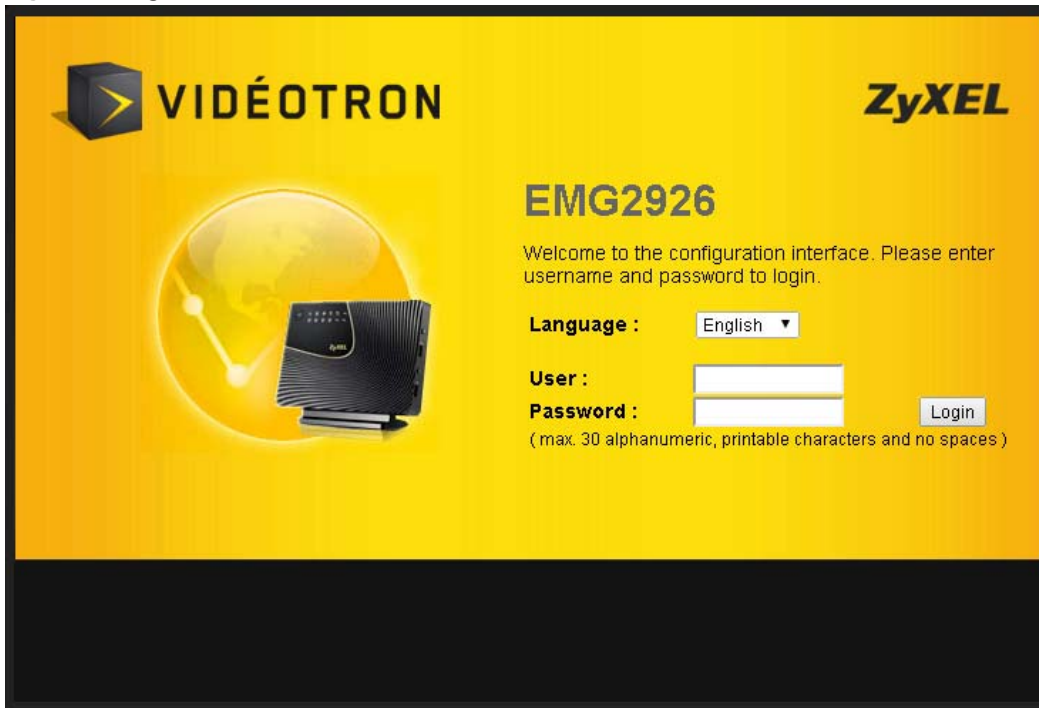 VIDÉOTRON
ZyXEL
EMG2926
Welcome to the configuration interface. Please enter
username and password to login.
Language : English
User :
Password : Login
( max. 30 alphanumeric, printable characters and no spaces )
ZyXEL